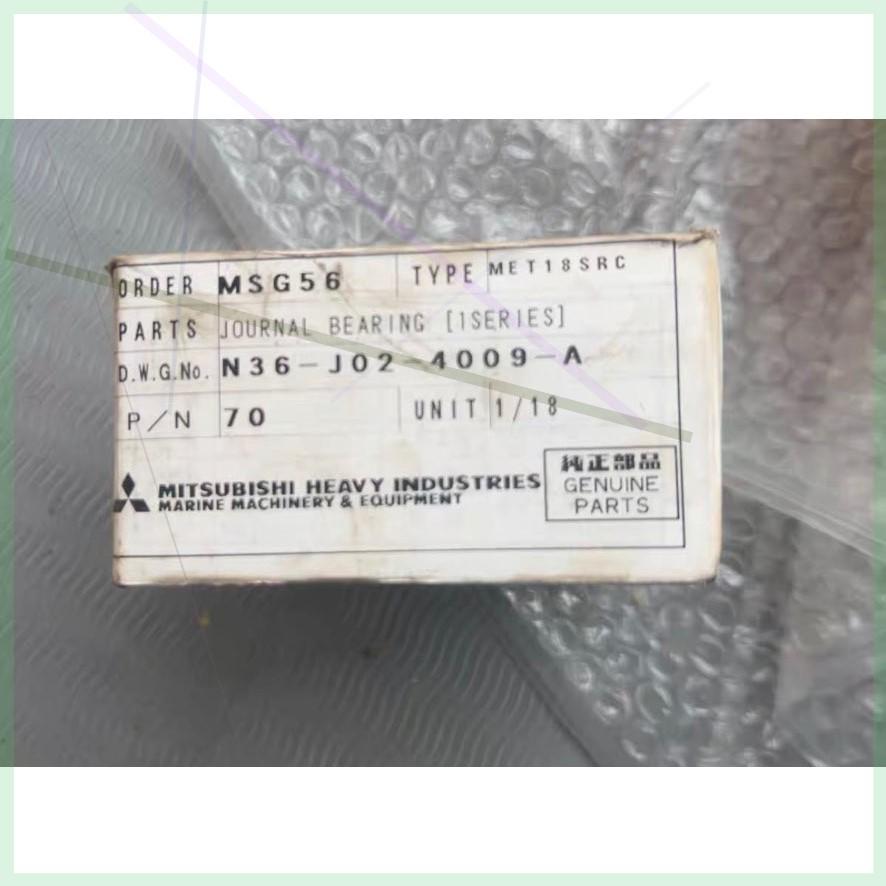 ORDER MSG56 TYPE MET18SRC
PARTS JOURNAL BEARING [1SERIES]
D.W.G.No. N36-J02-4009-A
P/N 70 UNIT 1/18
MITSUBISHI HEAVY INDUSTRIES
MARINE MACHINERY & EQUIPMENT
純正部品
GENUINE
PARTS